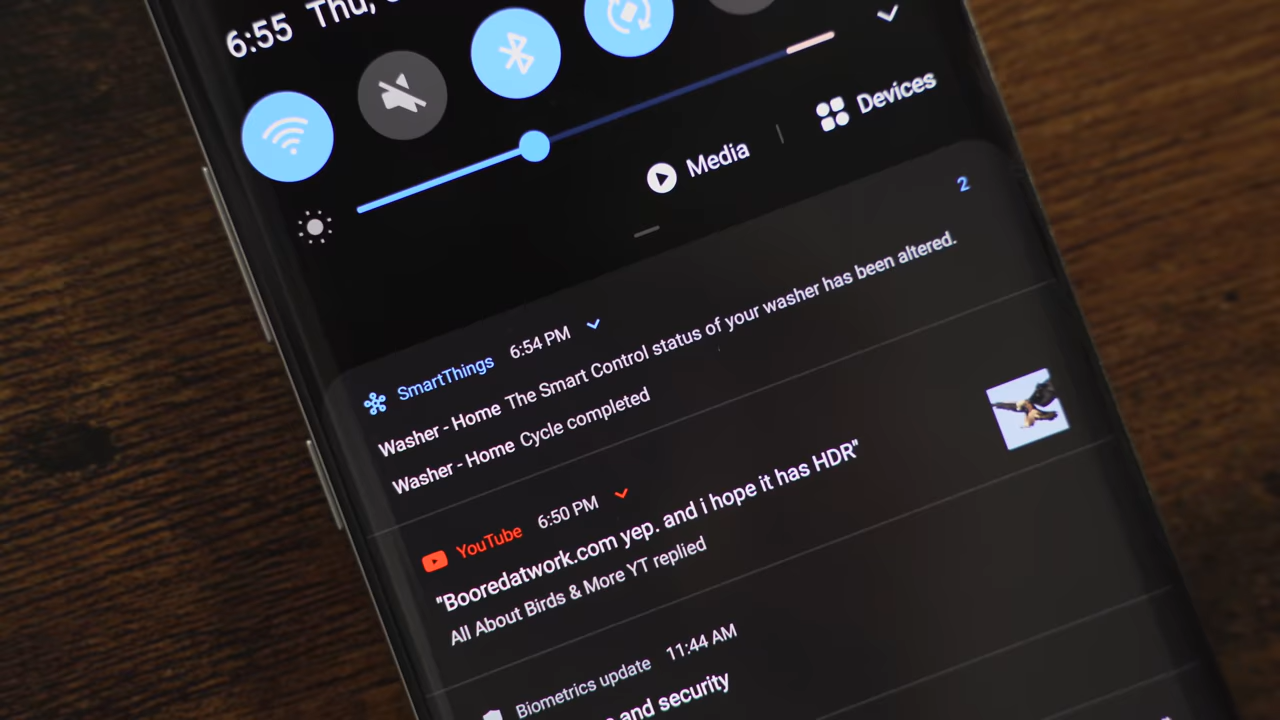 6:55 Thu,
Media
Devices
2
SmartThings 6:54 PM
Washer - Home The Smart Control status of your washer has been altered.
Washer - Home Cycle completed
YouTube 6:50 PM
"Booredatwork.com yep. and i hope it has HDR"
All About Birds & More YT replied
Biometrics update 11:44 AM
and security